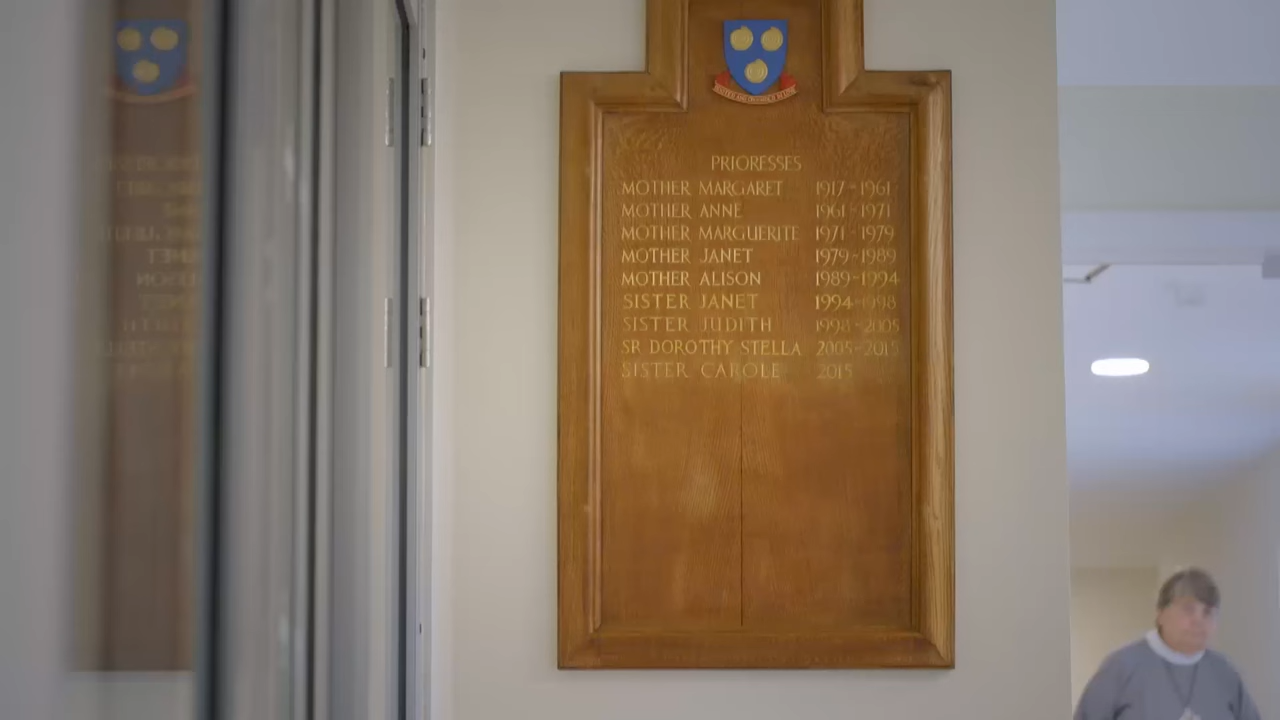 PRIORESSES
MOTHER MARGARET 1917-1961
MOTHER ANNE 1961-1971
MOTHER MARGUERITE 1971-1979
MOTHER JANET 1979-1989
MOTHER ALISON 1989-1994
SISTER JANET 1994-1998
SISTER JUDITH 1998-2005
SR DOROTHY STELLA 2005-2015
SISTER CAROLE 2015